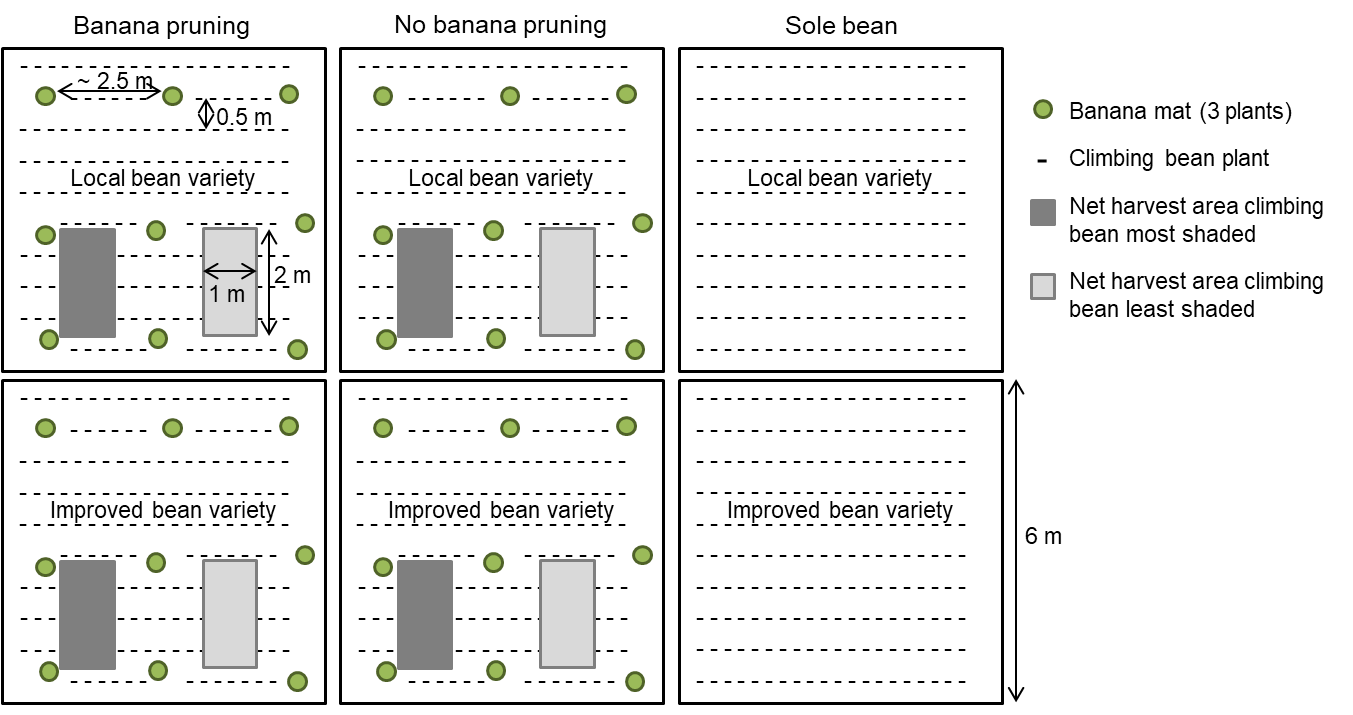 Banana pruning
No banana pruning
Sole bean
~ 2.5 m
0.5 m
Local bean variety
Local bean variety
Local bean variety
1 m
2 m
Banana mat (3 plants)
Climbing bean plant
Net harvest area climbing
bean most shaded
Net harvest area climbing
bean least shaded
Improved bean variety
Improved bean variety
Improved bean variety
6 m